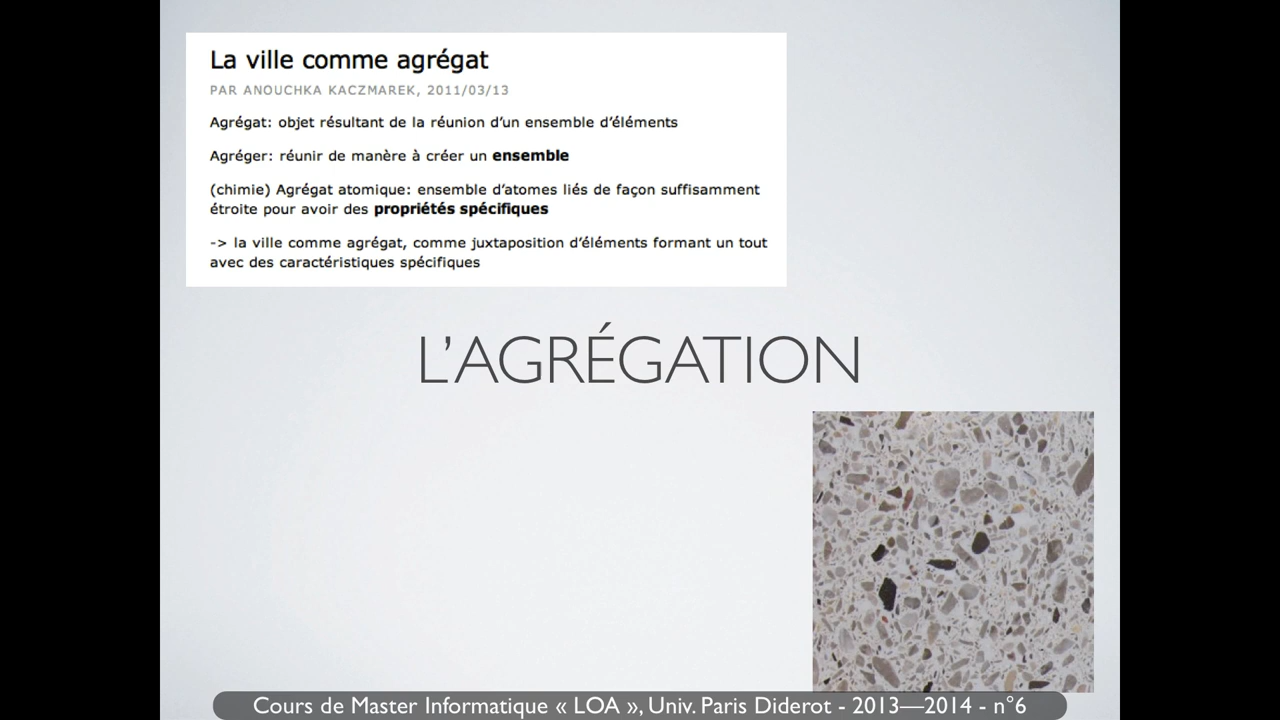 La ville comme agrégat
PAR ANOUCHKA KACZMAREK, 2011/03/13
Agrégat: objet résultant de la réunion d’un ensemble d’éléments
Agréger: réunir de manère à créer un ensemble
(chimie) Agrégat atomique: ensemble d’atomes liés de façon suffisamment
étroite pour avoir des propriétés spécifiques
-> la ville comme agrégat, comme juxtaposition d’éléments formant un tout
avec des caractéristiques spécifiques
L’AGRÉGATION
Cours de Master Informatique « LOA », Univ. Paris Diderot - 2013—2014 - n°6